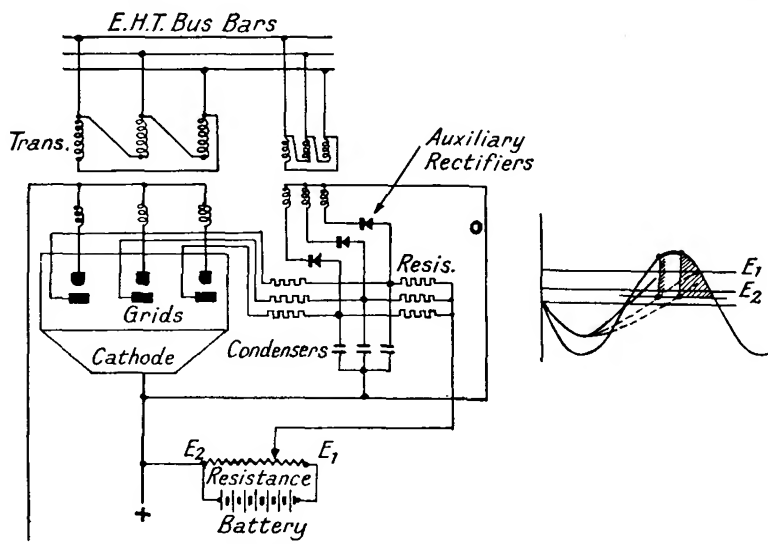 E.H.T. Bus Bars
Trans.
Auxiliary
Rectifiers
Resis.
Grids
Cathode
Condensers
E1
E2
E2
E1
Resistance
Battery
+